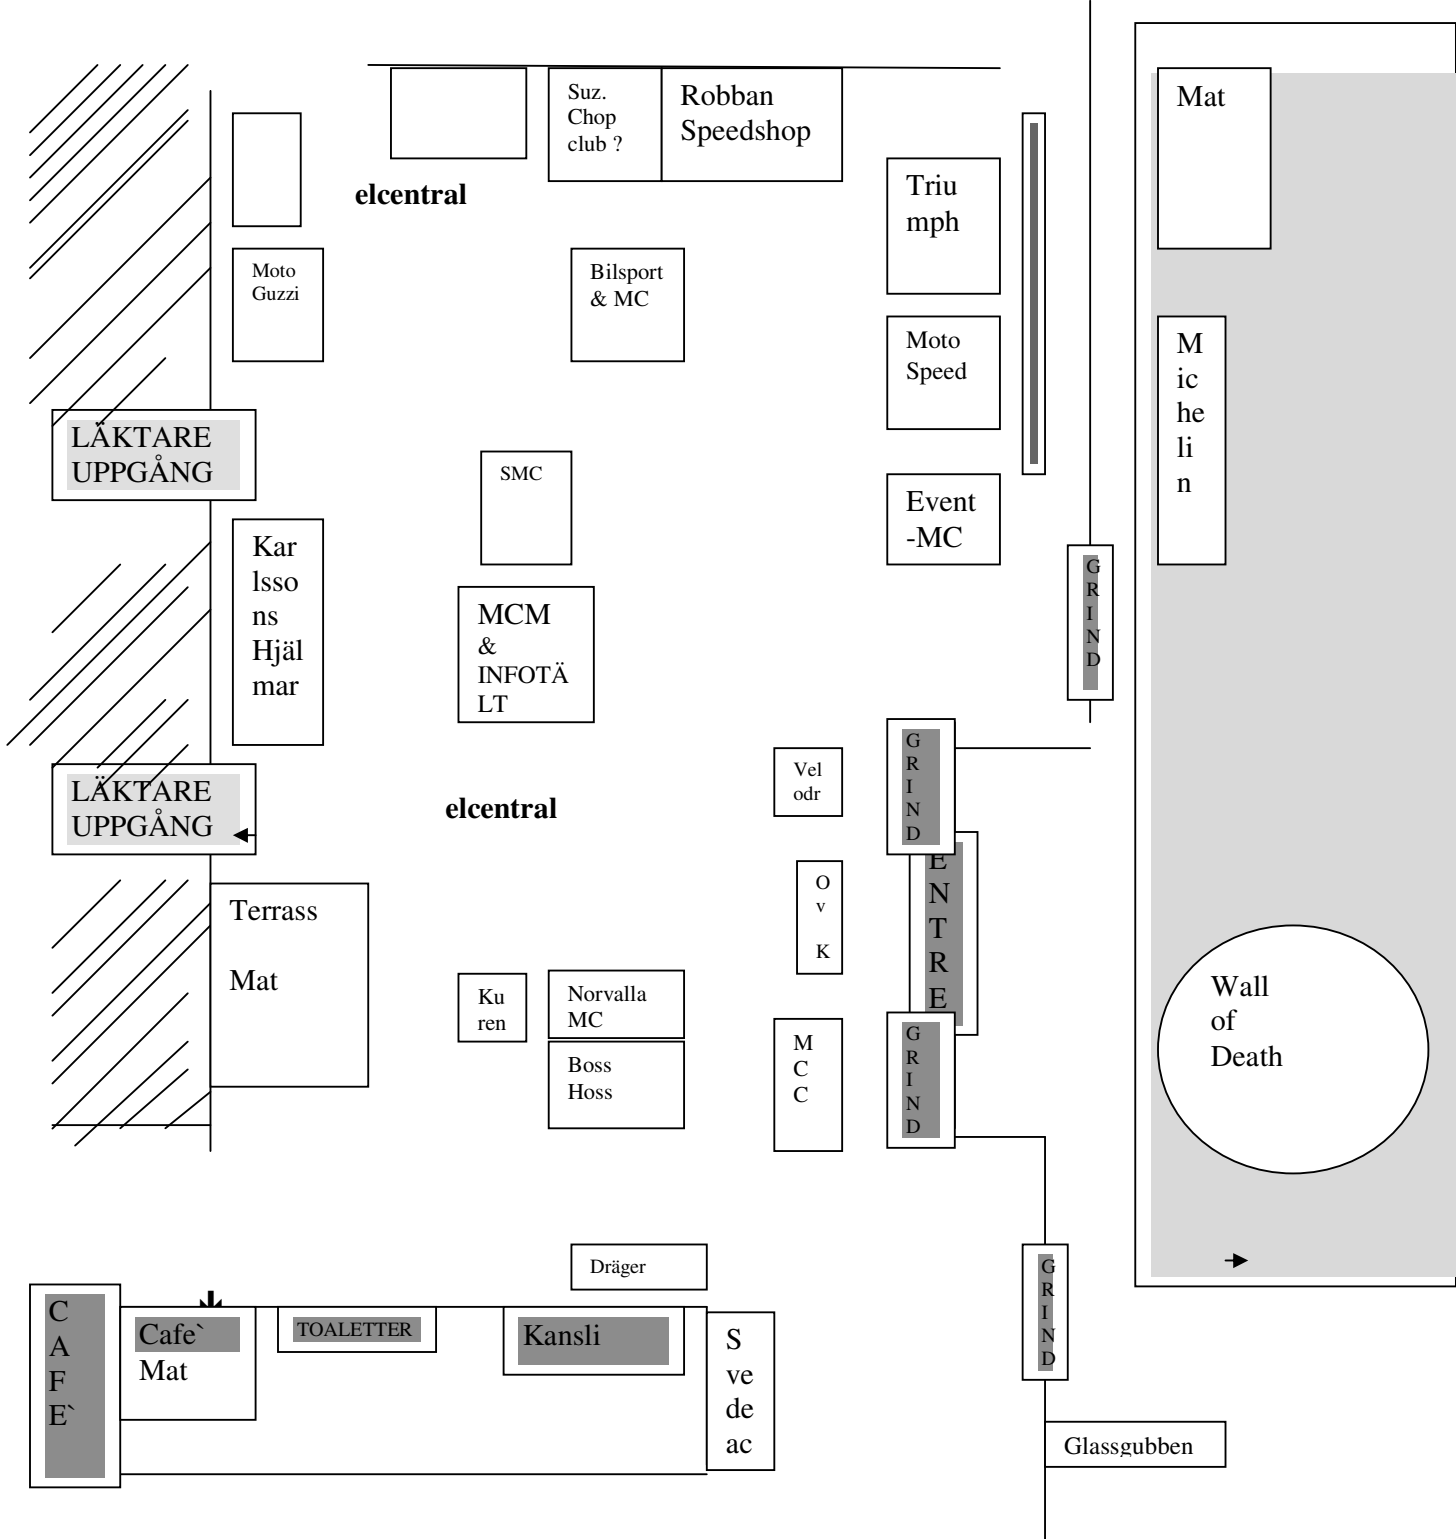 Suz.
Chop
club ?
Robban
Speedshop
Mat
elcentral
Triu
mph
Moto
Guzzi
Bilsport
& MC
Moto
Speed
M
ic
he
li
n
LÄKTARE
UPPGÅNG
SMC
Event
-MC
Kar
lsso
ns
Hjäl
mar
MCM
&
INFOTÄ
LT
G
R
I
N
D
G
R
I
N
D
Vel
odr
LÄKTARE
UPPGÅNG
elcentral
E
N
T
R
E
O
v
K
Terrass
Mat
Ku
ren
Norvalla
MC
Boss
Hoss
M
C
C
G
R
I
N
D
Wall
of
Death
Dräger
G
R
I
N
D
C
A
F
E`
Cafe`
Mat
TOALETTER
Kansli
S
ve
de
ac
Glassgubben